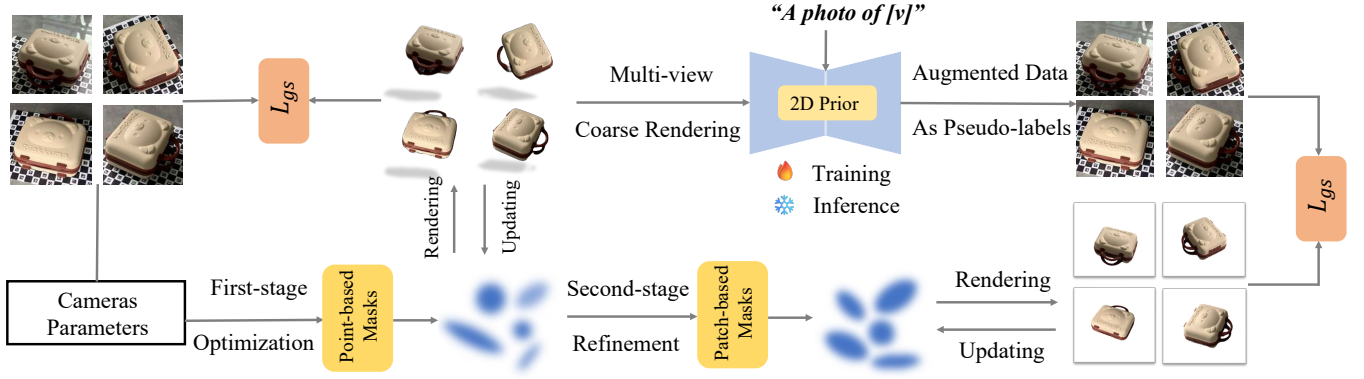 “A photo of [v]”
L_gs
Multi-view
Coarse Rendering
2D Prior
Augmented Data
As Pseudo-labels
Training
Inference
L_gs
Rendering
Updating
Cameras
Parameters
First-stage
Optimization
Point-based
Masks
Second-stage
Refinement
Patch-based
Masks
Rendering
Updating